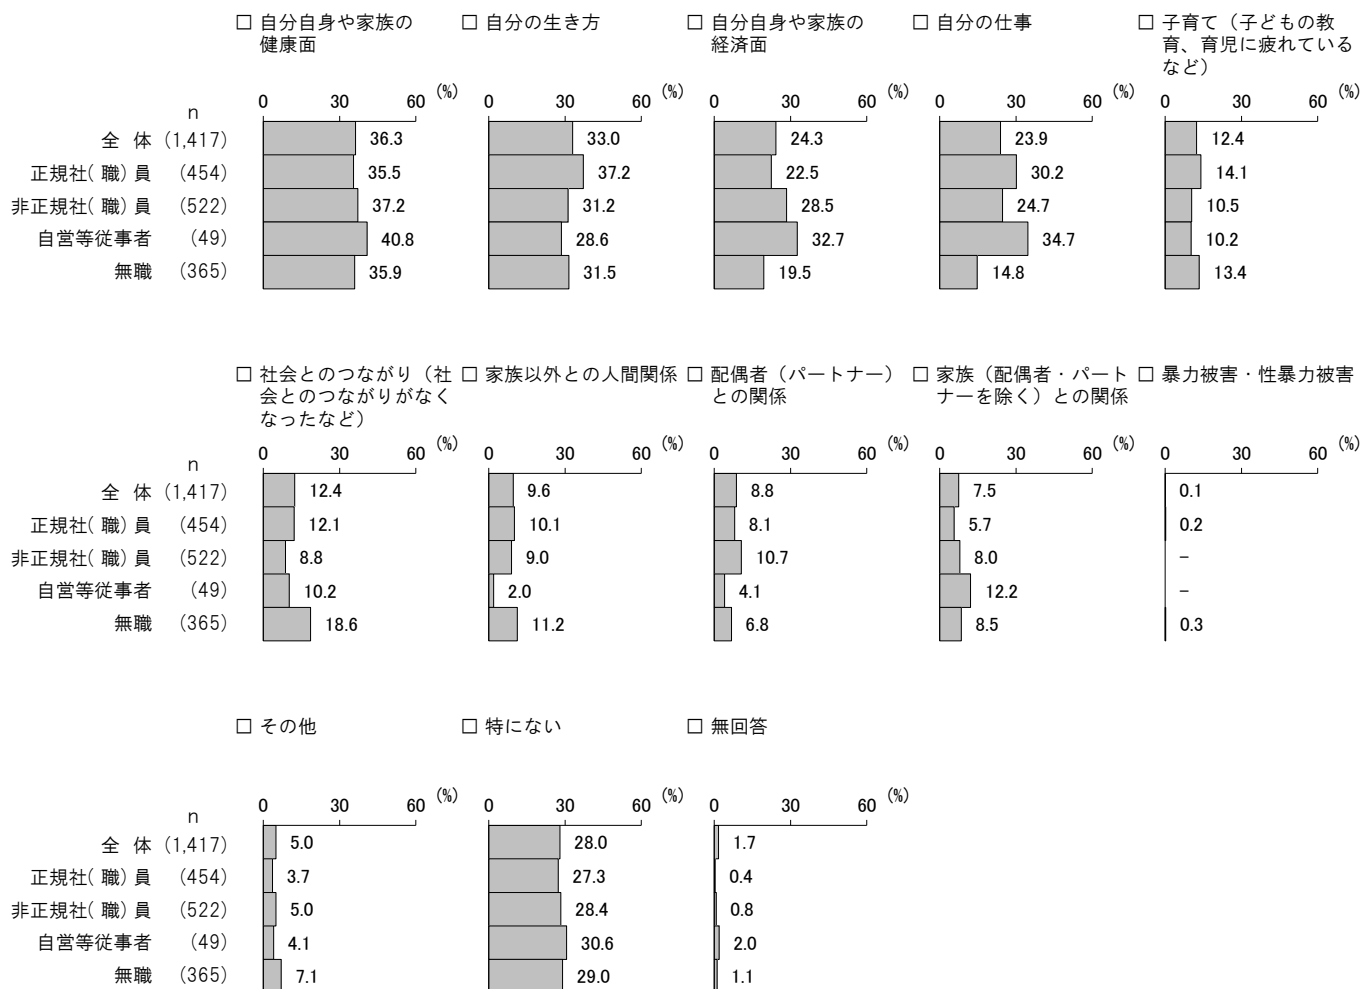 □ 自分自身や家族の
健康面
□ 自分の生き方
□ 自分自身や家族の
経済面
□ 自分の仕事
□ 子育て（子どもの教
育、育児に疲れている
など）
0 30 60 (%) 0 30 60 (%) 0 30 60 (%) 0 30 60 (%) 0 30 60 (%)
n
全 体 (1,417) 36.3 33.0 24.3 23.9 12.4
正規社(職)員 (454) 35.5 37.2 22.5 30.2 14.1
非正規社(職)員 (522) 37.2 31.2 28.5 24.7 10.5
自営等従事者 (49) 40.8 28.6 32.7 34.7 10.2
無職 (365) 35.9 31.5 19.5 14.8 13.4
□ 社会とのつながり（社
会とのつながりがなく
なったなど）
□ 家族以外との人間関係
□ 配偶者（パートナー）
との関係
□ 家族（配偶者・パート
ナーを除く）との関係
□ 暴力被害・性暴力被害
0 30 60 (%) 0 30 60 (%) 0 30 60 (%) 0 30 60 (%) 0 30 60 (%)
n
全 体 (1,417) 12.4 9.6 8.8 7.5 0.1
正規社(職)員 (454) 12.1 10.1 8.1 5.7 0.2
非正規社(職)員 (522) 8.8 9.0 10.7 8.0 −
自営等従事者 (49) 10.2 2.0 4.1 12.2 −
無職 (365) 18.6 11.2 6.8 8.5 0.3
□ その他
□ 特にない
□ 無回答
0 30 60 (%) 0 30 60 (%) 0 30 60 (%)
n
全 体 (1,417) 5.0 28.0 1.7
正規社(職)員 (454) 3.7 27.3 0.4
非正規社(職)員 (522) 5.0 28.4 0.8
自営等従事者 (49) 4.1 30.6 2.0
無職 (365) 7.1 29.0 1.1